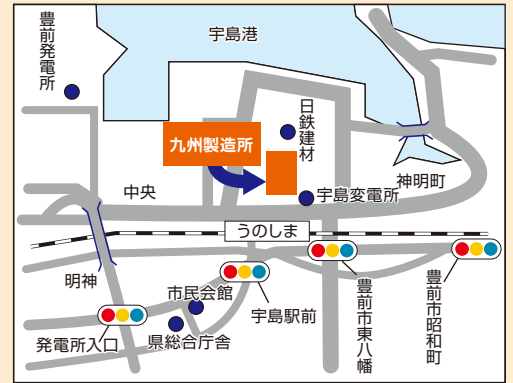 豊前発電所
宇島港
日鉄建材
九州製造所
中央
宇島変電所
神明町
うのしま
明神
市民会館
宇島駅前
豊前市東八幡
豊前市昭和町
発電所入口
県総合庁舎